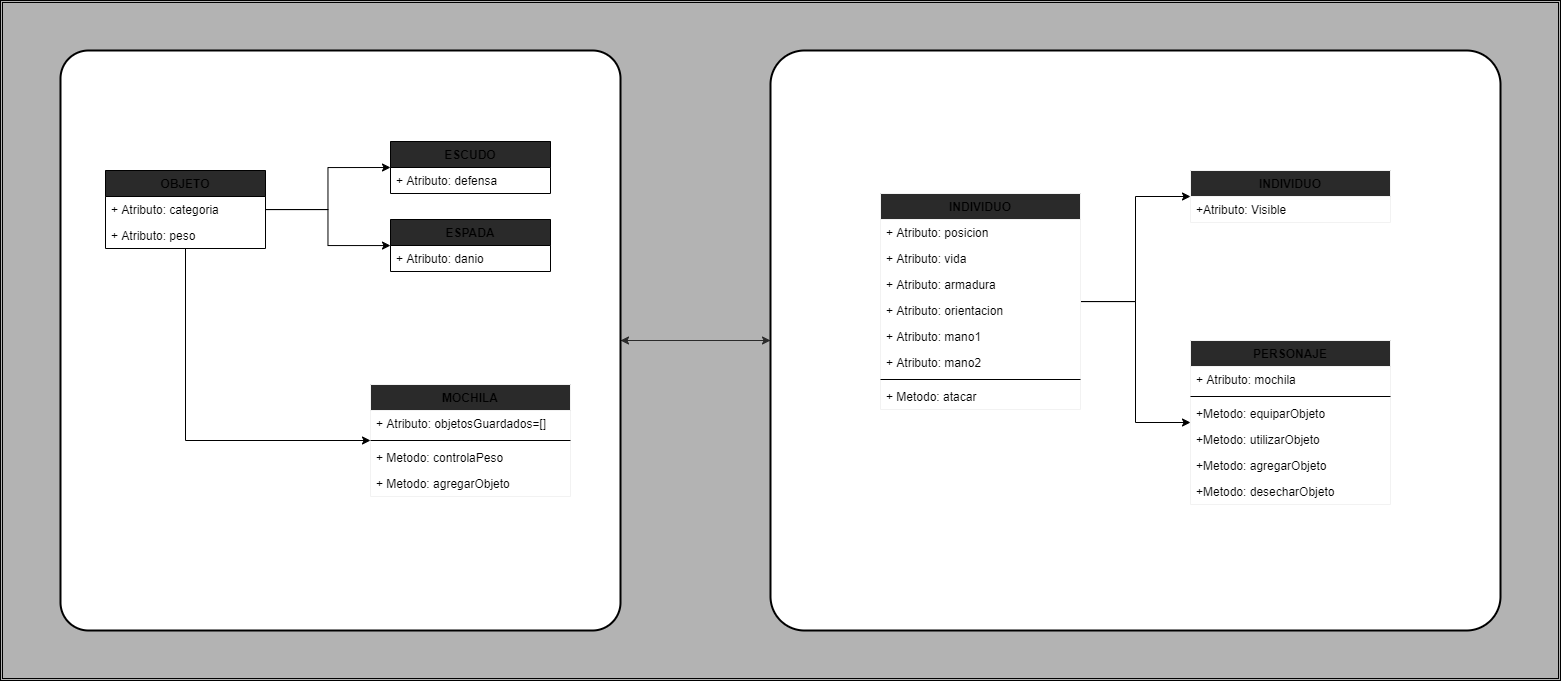 OBJETO
+ Atributo: categoria
+ Atributo: peso
ESCUDO
+ Atributo: defensa
ESPADA
+ Atributo: danio
MOCHILA
+ Atributo: objetosGuardados=[]
+ Metodo: controlaPeso
+ Metodo: agregarObjeto
INDIVIDUO
+ Atributo: posicion
+ Atributo: vida
+ Atributo: armadura
+ Atributo: orientacion
+ Atributo: mano1
+ Atributo: mano2
+ Metodo: atacar
INDIVIDUO
+Atributo: Visible
PERSONAJE
+ Atributo: mochila
+Metodo: equiparObjeto
+Metodo: utilizarObjeto
+Metodo: agregarObjeto
+Metodo: desecharObjeto